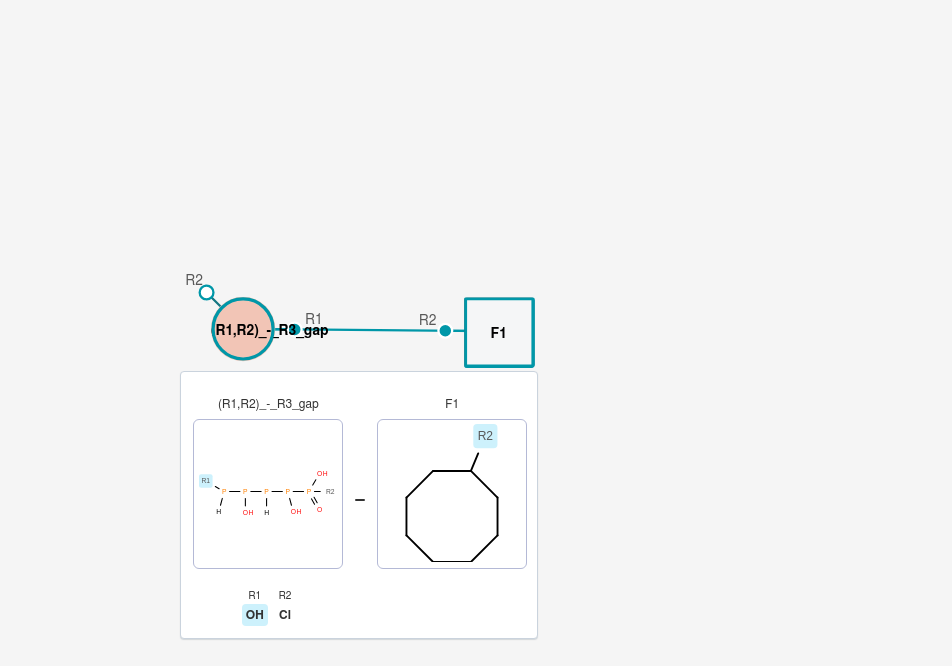 R2
R1
R2
R1,R2)_-_R3_gap
F1
(R1,R2)_-_R3_gap
F1
R2
OH
R1
P
P
P
P
P
R2
H
OH
H
OH
O
R1
R2
OH
Cl